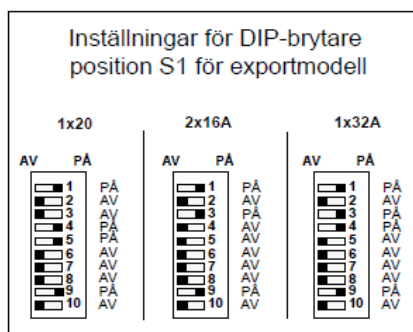 Inställningar för DIP-brytare
position S1 för exportmodell
1x20 2x16A 1x32A
AV PÅ AV PÅ AV PÅ
1 PÅ 1 PÅ 1 PÅ
2 AV 2 AV 2 AV
3 AV 3 PÅ 3 PÅ
4 PÅ 4 AV 4 PÅ
5 PÅ 5 AV 5 AV
6 AV 6 AV 6 AV
7 AV 7 AV 7 AV
8 AV 8 AV 8 AV
9 PÅ 9 PÅ 9 PÅ
10 AV 10 AV 10 AV